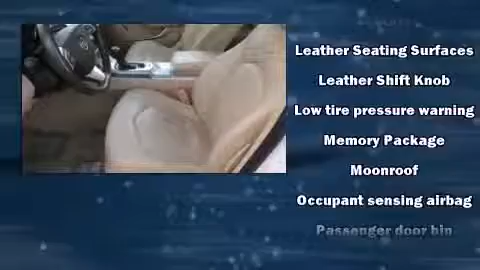 Leather Seating Surfaces
Leather Shift Knob
Low tire pressure warning
Memory Package
Moonroof
Occupant sensing airbag
Passenger door bin